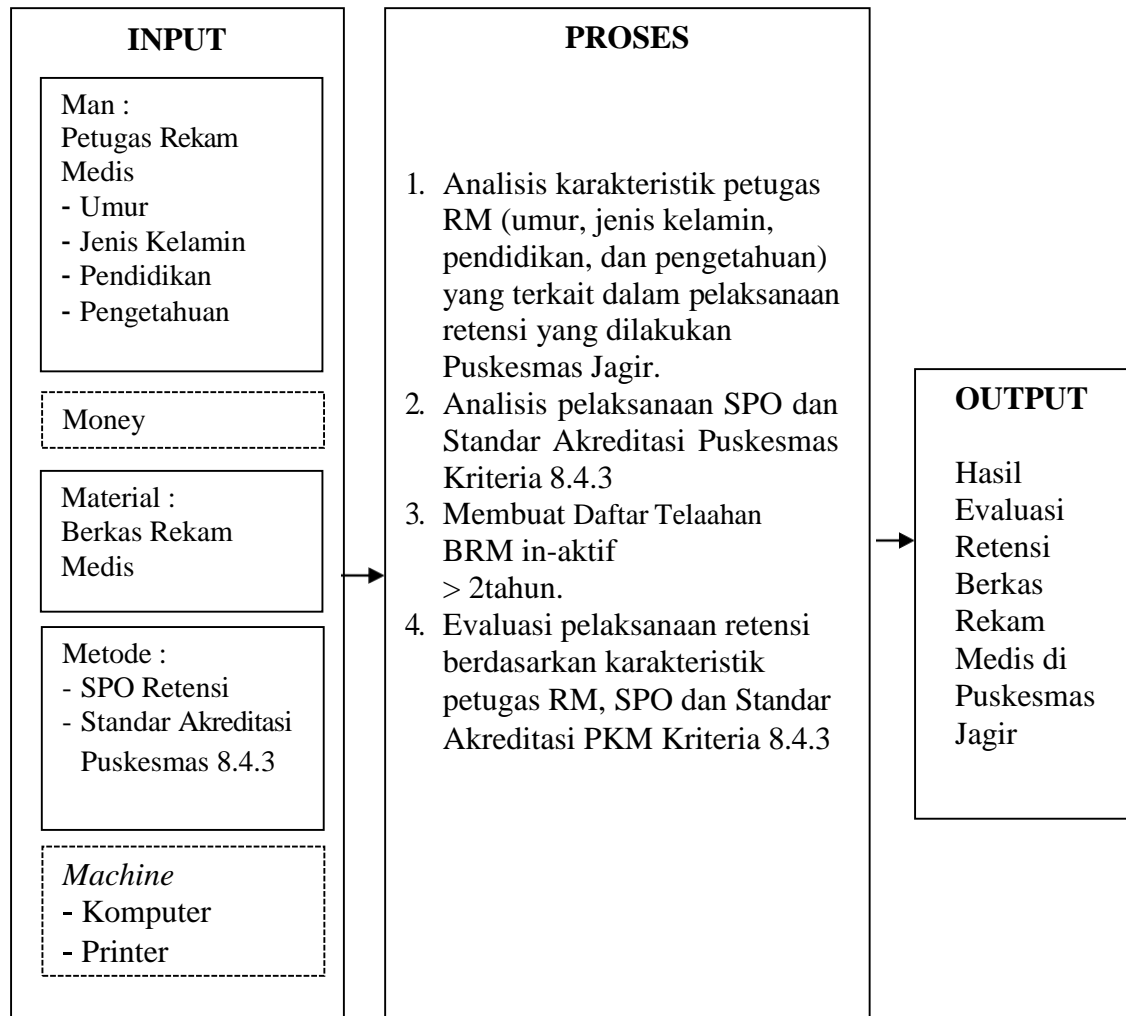 INPUT
Man :
Petugas Rekam
Medis
- Umur
- Jenis Kelamin
- Pendidikan
- Pengetahuan
Money
Material :
Berkas Rekam
Medis
Metode :
- SPO Retensi
- Standar Akreditasi
Puskesmas 8.4.3
Machine
- Komputer
- Printer
PROSES
1. Analisis karakteristik petugas
RM (umur, jenis kelamin,
pendidikan, dan pengetahuan)
yang terkait dalam pelaksanaan
retensi yang dilakukan
Puskesmas Jagir.
2. Analisis pelaksanaan SPO dan
Standar Akreditasi Puskesmas
Kriteria 8.4.3
3. Membuat Daftar Telaahan
BRM in-aktif
> 2tahun.
4. Evaluasi pelaksanaan retensi
berdasarkan karakteristik
petugas RM, SPO dan Standar
Akreditasi PKM Kriteria 8.4.3
OUTPUT
Hasil
Evaluasi
Retensi
Berkas
Rekam
Medis di
Puskesmas
Jagir